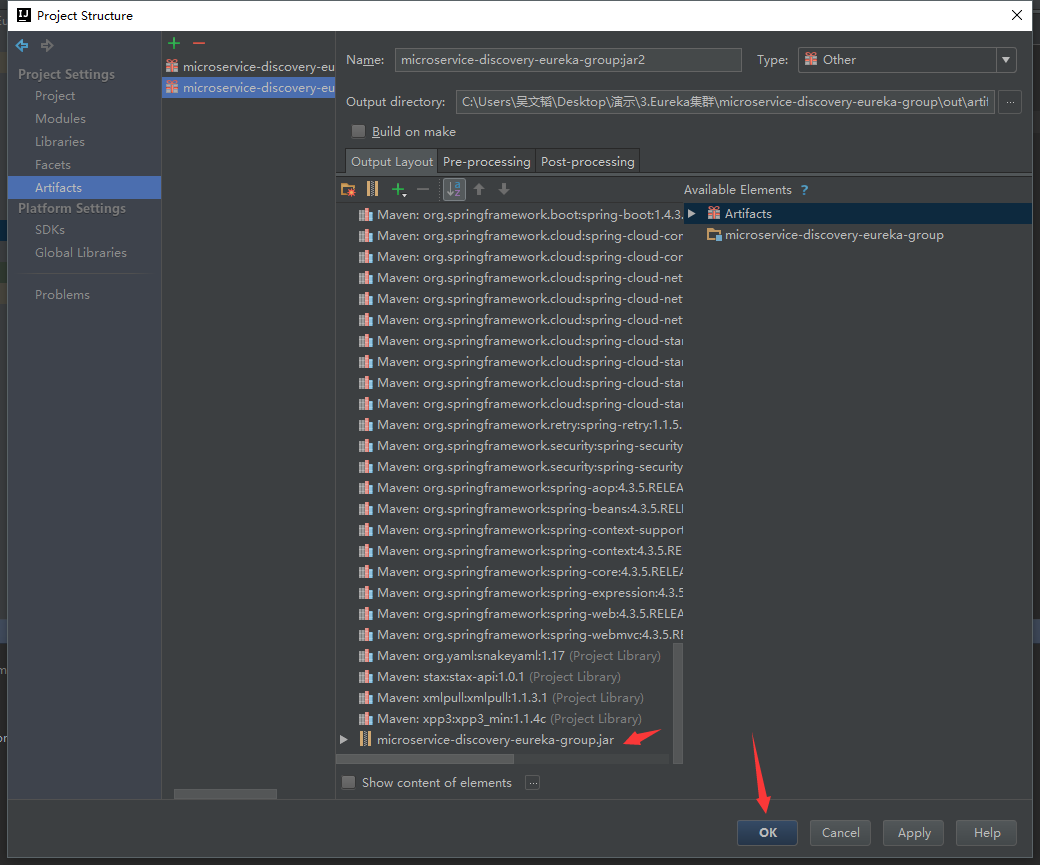 Project Structure
Project Settings
Project
Modules
Libraries
Facets
Artifacts
Platform Settings
SDKs
Global Libraries
Problems
microservice-discovery-eu
microservice-discovery-eu
Name: microservice-discovery-eureka-group:jar2 Type: Other
Output directory: C:\Users\吴文韬\Desktop\演示\3.Eureka集群\microservice-discovery-eureka-group\out\artif ...
Build on make
Output Layout Pre-processing Post-processing
Available Elements ?
Maven: org.springframework.boot:spring-boot:1.4.3.
Maven: org.springframework.cloud:spring-cloud-cor
Maven: org.springframework.cloud:spring-cloud-cor
Maven: org.springframework.cloud:spring-cloud-net
Maven: org.springframework.cloud:spring-cloud-net
Maven: org.springframework.cloud:spring-cloud-net
Maven: org.springframework.cloud:spring-cloud-star
Maven: org.springframework.cloud:spring-cloud-star
Maven: org.springframework.cloud:spring-cloud-star
Maven: org.springframework.cloud:spring-cloud-star
Maven: org.springframework.retry:spring-retry:1.1.5.
Maven: org.springframework.security:spring-security
Maven: org.springframework.security:spring-security
Maven: org.springframework:spring-aop:4.3.5.RELEA
Maven: org.springframework:spring-beans:4.3.5.REL
Maven: org.springframework:spring-context-support
Maven: org.springframework:spring-context:4.3.5.RE
Maven: org.springframework:spring-core:4.3.5.RELEA
Maven: org.springframework:spring-expression:4.3.5
Maven: org.springframework:spring-web:4.3.5.RELEA
Maven: org.springframework:spring-webmvc:4.3.5.RE
Maven: org.yaml:snakeyaml:1.17 (Project Library)
Maven: stax:stax-api:1.0.1 (Project Library)
Maven: xmlpull:xmlpull:1.1.3.1 (Project Library)
Maven: xpp3:xpp3_min:1.1.4c (Project Library)
microservice-discovery-eureka-group.jar
Artifacts
microservice-discovery-eureka-group
Show content of elements ...
OK Cancel Apply Help